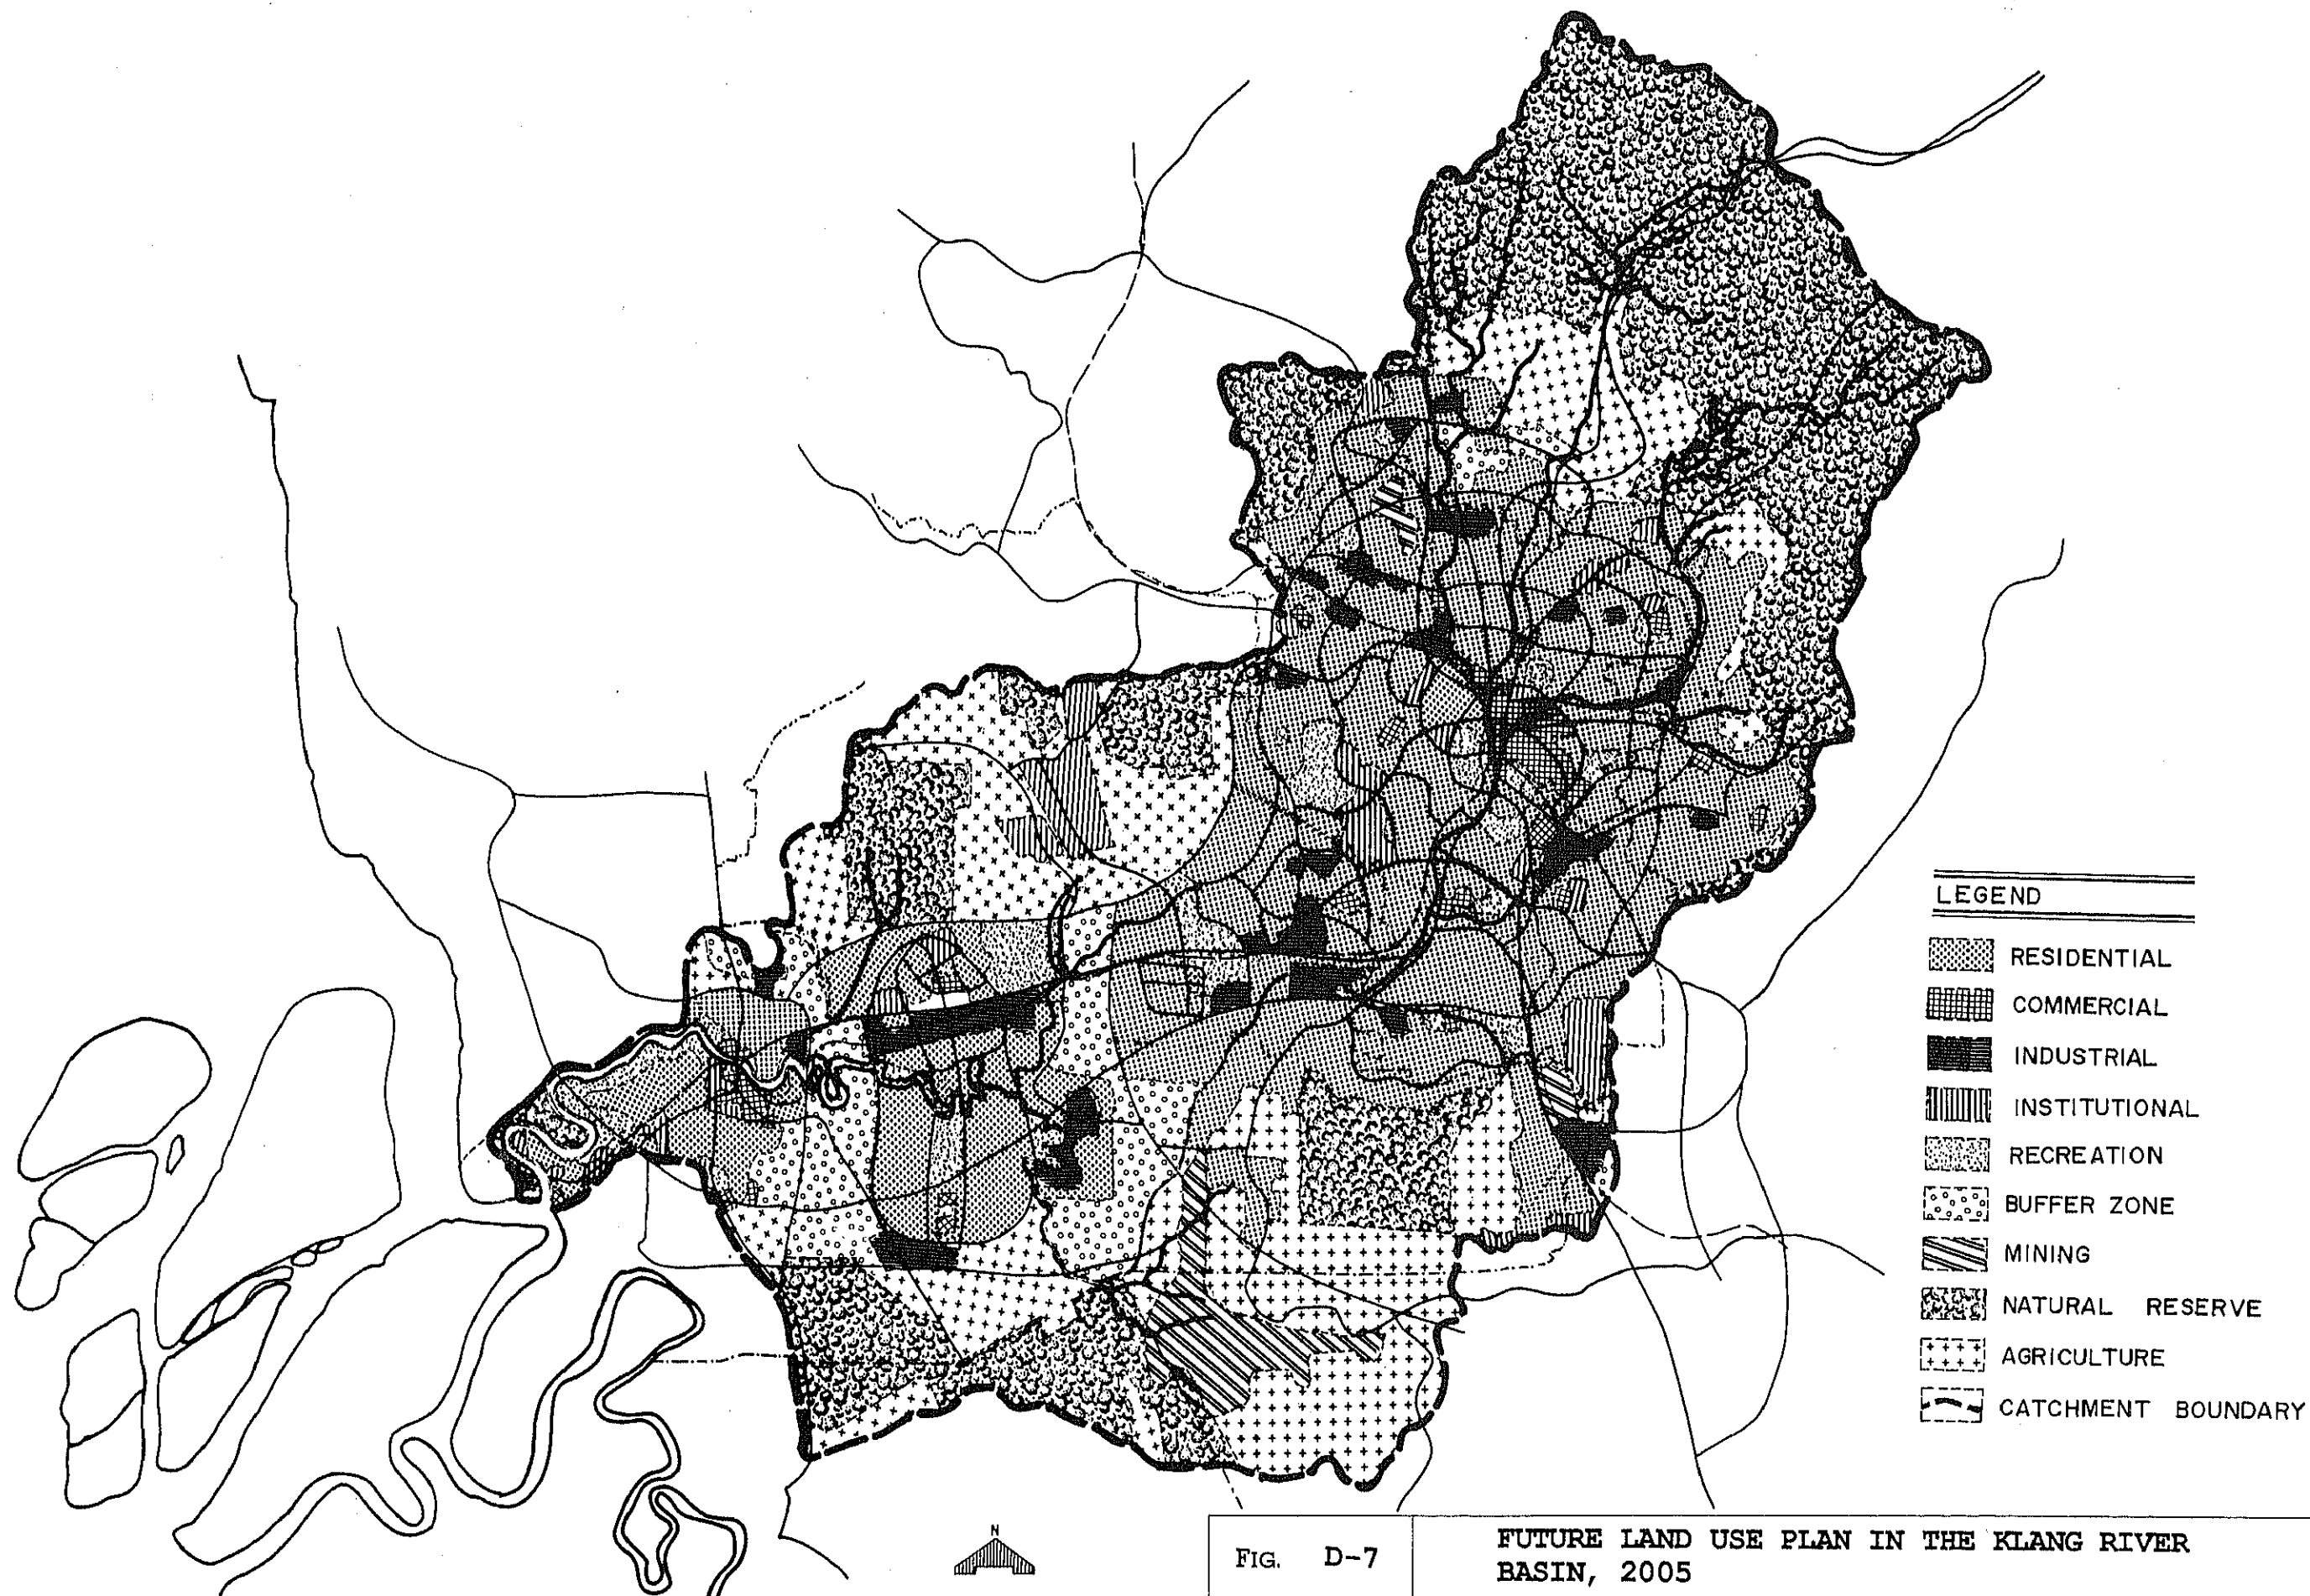 LEGEND
RESIDENTIAL
COMMERCIAL
INDUSTRIAL
INSTITUTIONAL
RECREATION
BUFFER ZONE
MINING
NATURAL RESERVE
AGRICULTURE
CATCHMENT BOUNDARY
N
FIG. D-7
FUTURE LAND USE PLAN IN THE KLANG RIVER
BASIN, 2005